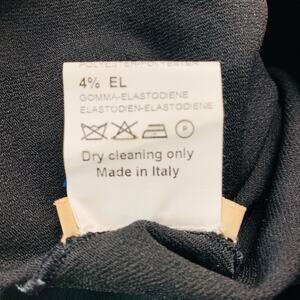 POLYESTER-POLYESTER
4% EL
GOMMA-ELASTODIENE
ELASTODIEN-ELASTODIENE
P
Dry cleaning only
Made in Italy